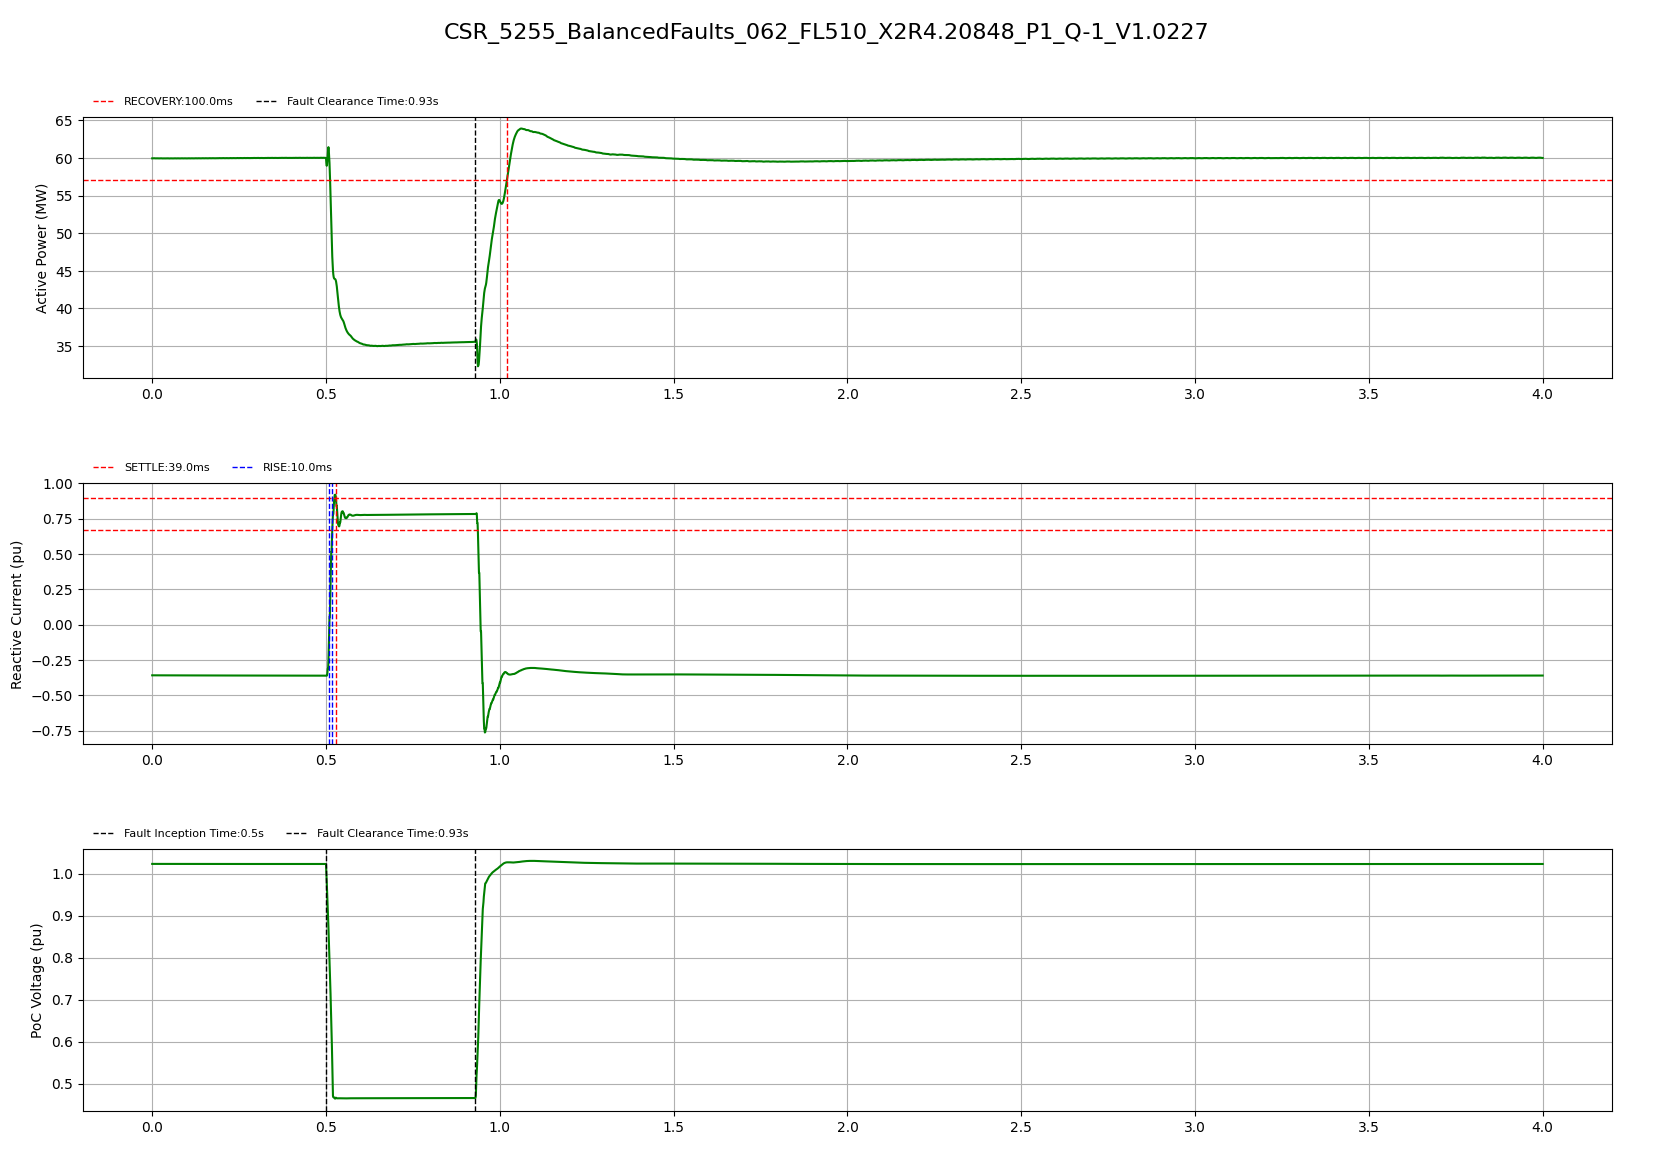 CSR_5255_BalancedFaults_062_FL510_X2R4.20848_P1_Q-1_V1.0227
RECOVERY:100.0ms Fault Clearance Time:0.93s
65
60
55
50
45
40
35
Active Power (MW)
0.0 0.5 1.0 1.5 2.0 2.5 3.0 3.5 4.0
SETTLE:39.0ms RISE:10.0ms
1.00
0.75
0.50
0.25
0.00
−0.25
−0.50
−0.75
Reactive Current (pu)
0.0 0.5 1.0 1.5 2.0 2.5 3.0 3.5 4.0
Fault Inception Time:0.5s Fault Clearance Time:0.93s
1.0
0.9
0.8
0.7
0.6
0.5
PoC Voltage (pu)
0.0 0.5 1.0 1.5 2.0 2.5 3.0 3.5 4.0